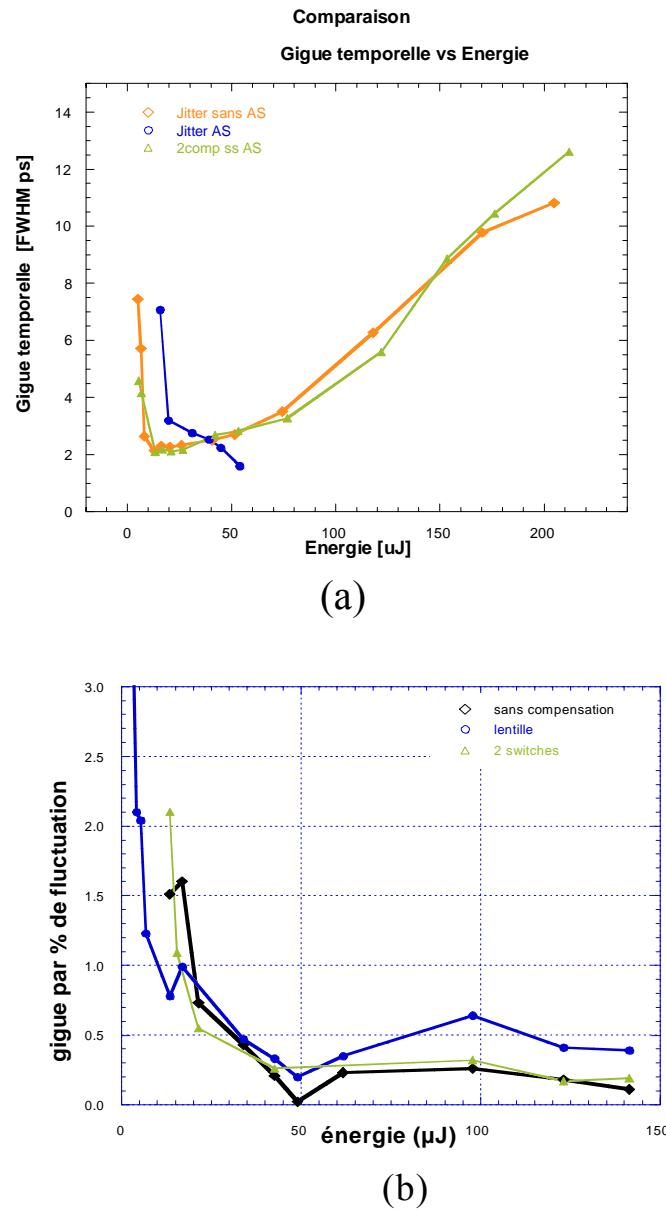 Comparaison
Gigue temporelle vs Energie
Gigue temporelle [FWHM ps]
14
12
10
8
6
4
2
0
Jitter sans AS
Jitter AS
2comp ss AS
0
50
100
150
200
Energie [uJ]
(a)
gigue par % de fluctuation
3.0
2.5
2.0
1.5
1.0
0.5
0.0
sans compensation
lentille
2 switches
0
50
100
150
énergie (µJ)
(b)